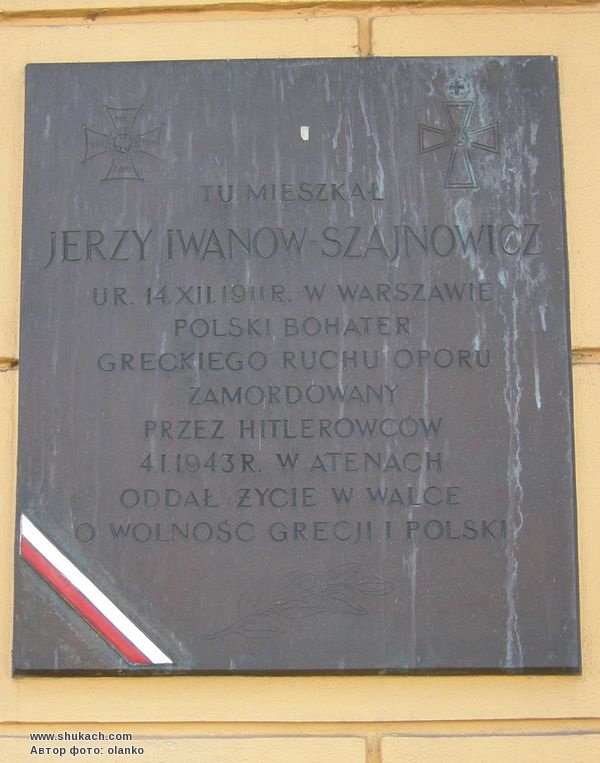 TU MIESZKAŁ
JERZY IWANOW-SZAJNOWICZ
UR. 14.XII.1911R. W WARSZAWIE
POLSKI BOHATER
GRECKIEGO RUCHU OPORU
ZAMORDOWANY
PRZEZ HITLEROWCÓW
4.I.1943R. W ATENACH
ODDAŁ ŻYCIE W WALCE
O WOLNOŚĆ GRECJI I POLSKI
www.shukach.com
Автор фото: olanko